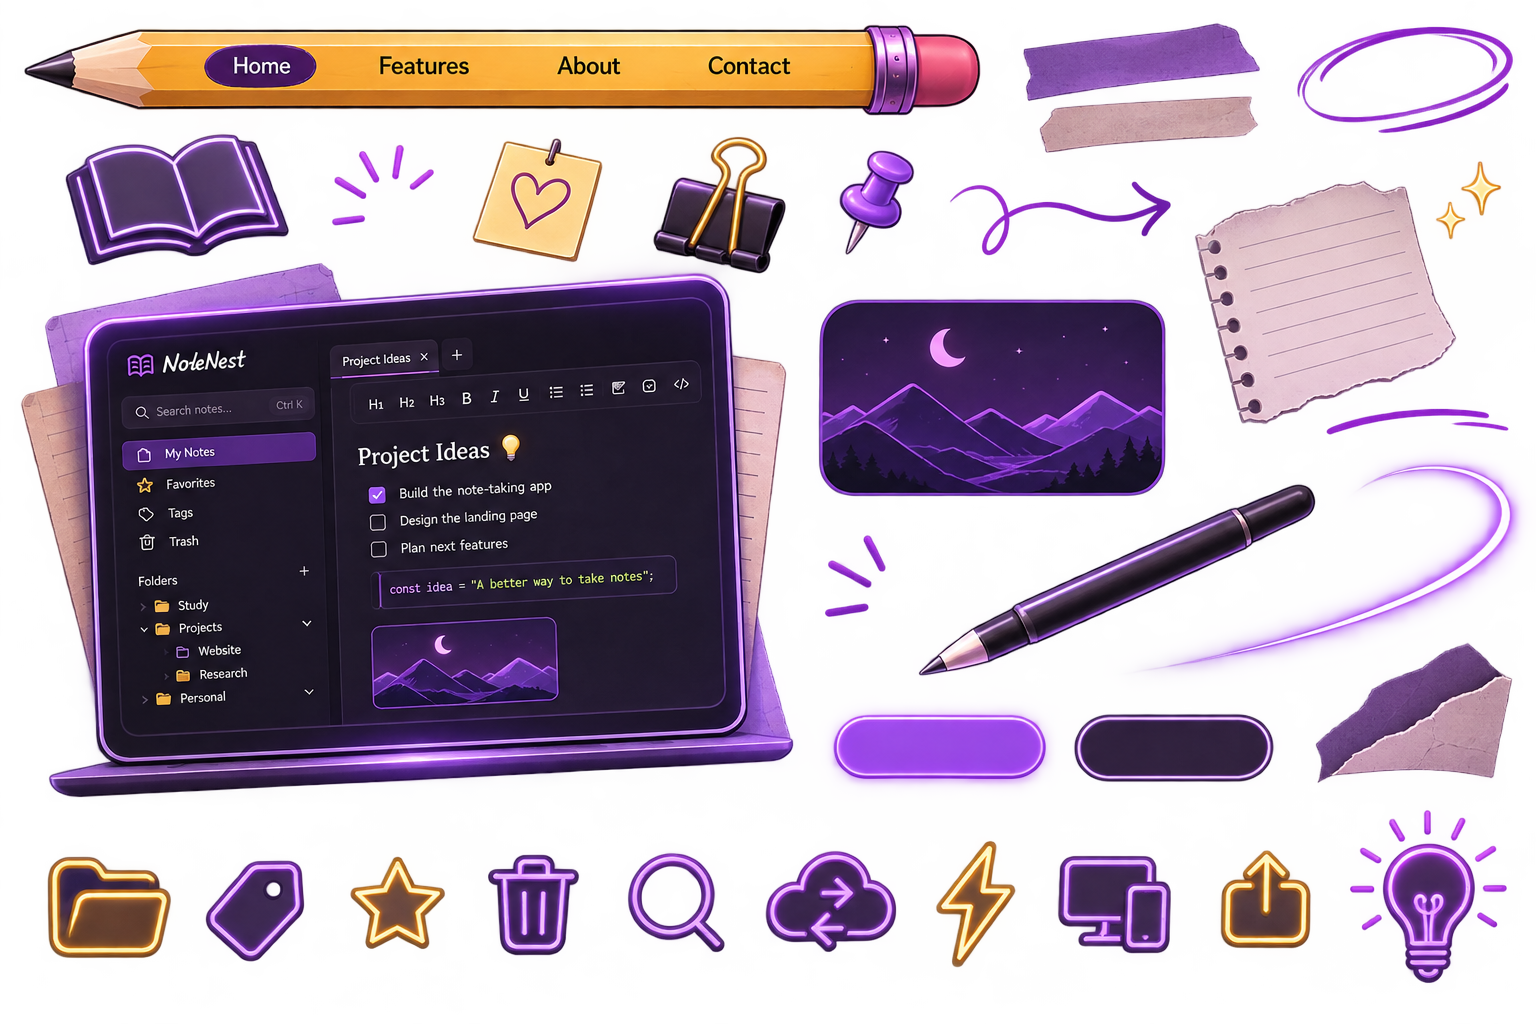 Home Features About Contact
NoteNest
Search notes... Ctrl K
My Notes
Favorites
Tags
Trash
Folders +
Study
Projects
Website
Research
Personal
Project Ideas × +
H1 H2 H3 B I U </>
Project Ideas 💡
Build the note-taking app
Design the landing page
Plan next features
const idea = "A better way to take notes";